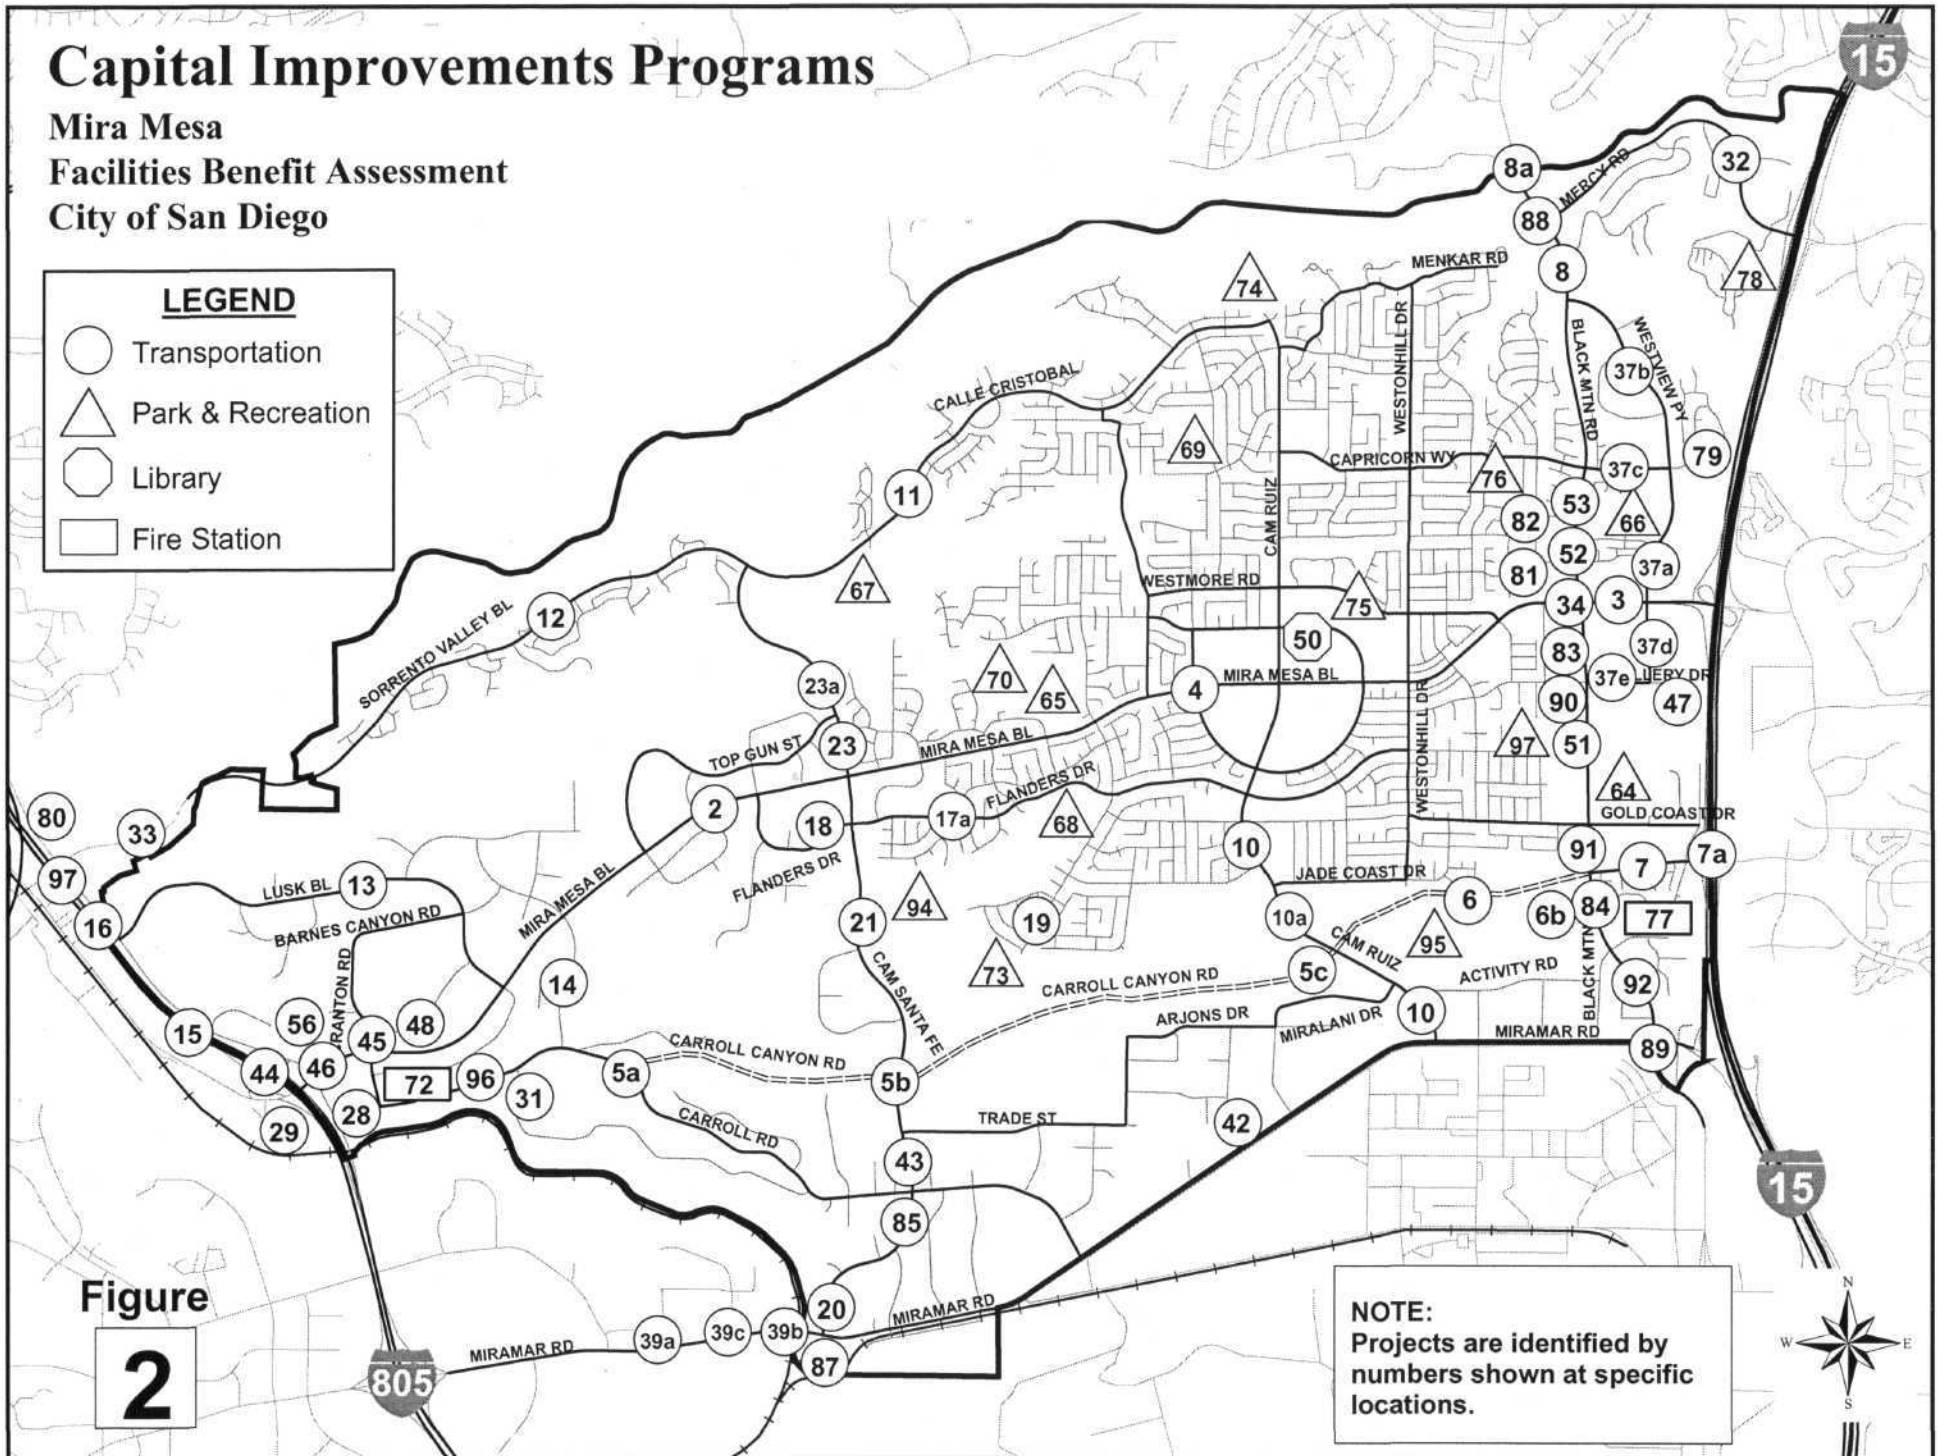 Capital Improvements Programs
Mira Mesa
Facilities Benefit Assessment
City of San Diego
LEGEND
Transportation
Park & Recreation
Library
Fire Station
15
8a
32
MERCY RD
88
8
MENKAR RD
74
78
WESTONHILL DR
BLACK MTN RD
WESTVIEW PY
37b
CALLE CRISTOBAL
69
CAPRICORN WY
76
37c
79
11
CAM RUIZ
82
53
66
52
37a
81
67
WESTMORE RD
75
34
3
12
SORRENTO VALLEY BL
50
83
37d
70
65
23a
4
MIRA MESA BL
37e
LUERY DR
90
47
TOP GUN ST
23
MIRA MESA BL
WESTONHILL DR
97
51
FLANDERS DR
64
GOLD COAST DR
80
33
2
18
17a
68
FLANDERS DR
10
91
7
7a
97
LUSK BL
13
JADE COAST DR
16
BARNES CANYON RD
MIRA MESA BL
94
6
6b
84
77
21
19
10a
95
CAM RUIZ
BLACK MTN
RANTON RD
14
CAM SANTA FE
73
CARROLL CANYON RD
5c
ACTIVITY RD
92
56
48
15
45
ARJONS DR
MIRALANI DR
10
MIRAMAR RD
89
44
46
72
96
5a
CARROLL CANYON RD
5b
31
28
29
CARROLL RD
TRADE ST
42
43
15
85
Figure
2
20
MIRAMAR RD
MIRAMAR RD
39a
39c
39b
87
805
NOTE:
Projects are identified by
numbers shown at specific
locations.
N
W
E
S